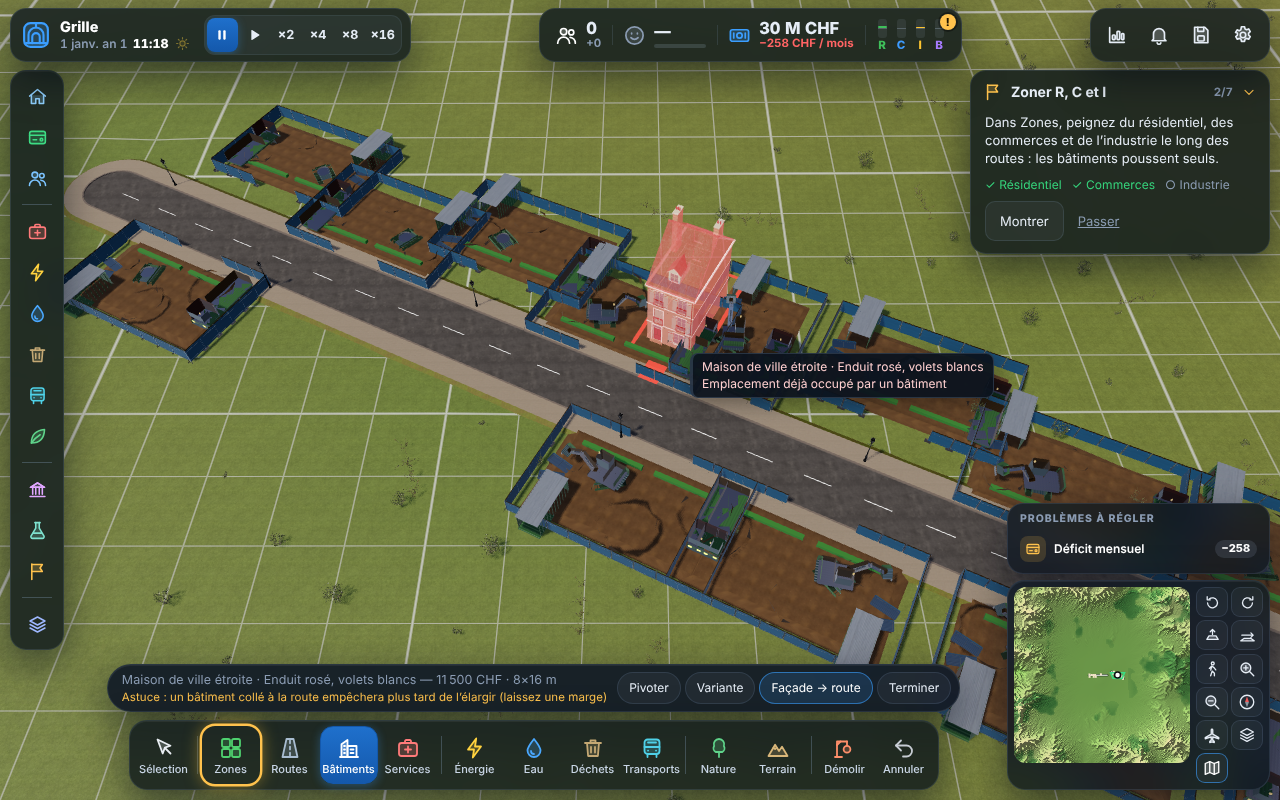 Grille
1 janv. an 1 11:18
×2 ×4 ×8 ×16
0
+0
—
30 M CHF
−258 CHF / mois
R C I B
!
Zoner R, C et I 2/7
Dans Zones, peignez du résidentiel, des
commerces et de l’industrie le long des
routes : les bâtiments poussent seuls.
✓ Résidentiel ✓ Commerces Industrie
Montrer Passer
Maison de ville étroite · Enduit rosé, volets blancs
Emplacement déjà occupé par un bâtiment
PROBLÈMES À RÉGLER
Déficit mensuel −258
Maison de ville étroite · Enduit rosé, volets blancs — 11 500 CHF · 8×16 m
Astuce : un bâtiment collé à la route empêchera plus tard de l’élargir (laissez une marge)
Pivoter Variante Façade → route Terminer
Sélection Zones Routes Bâtiments Services Énergie Eau Déchets Transports Nature Terrain Démolir Annuler